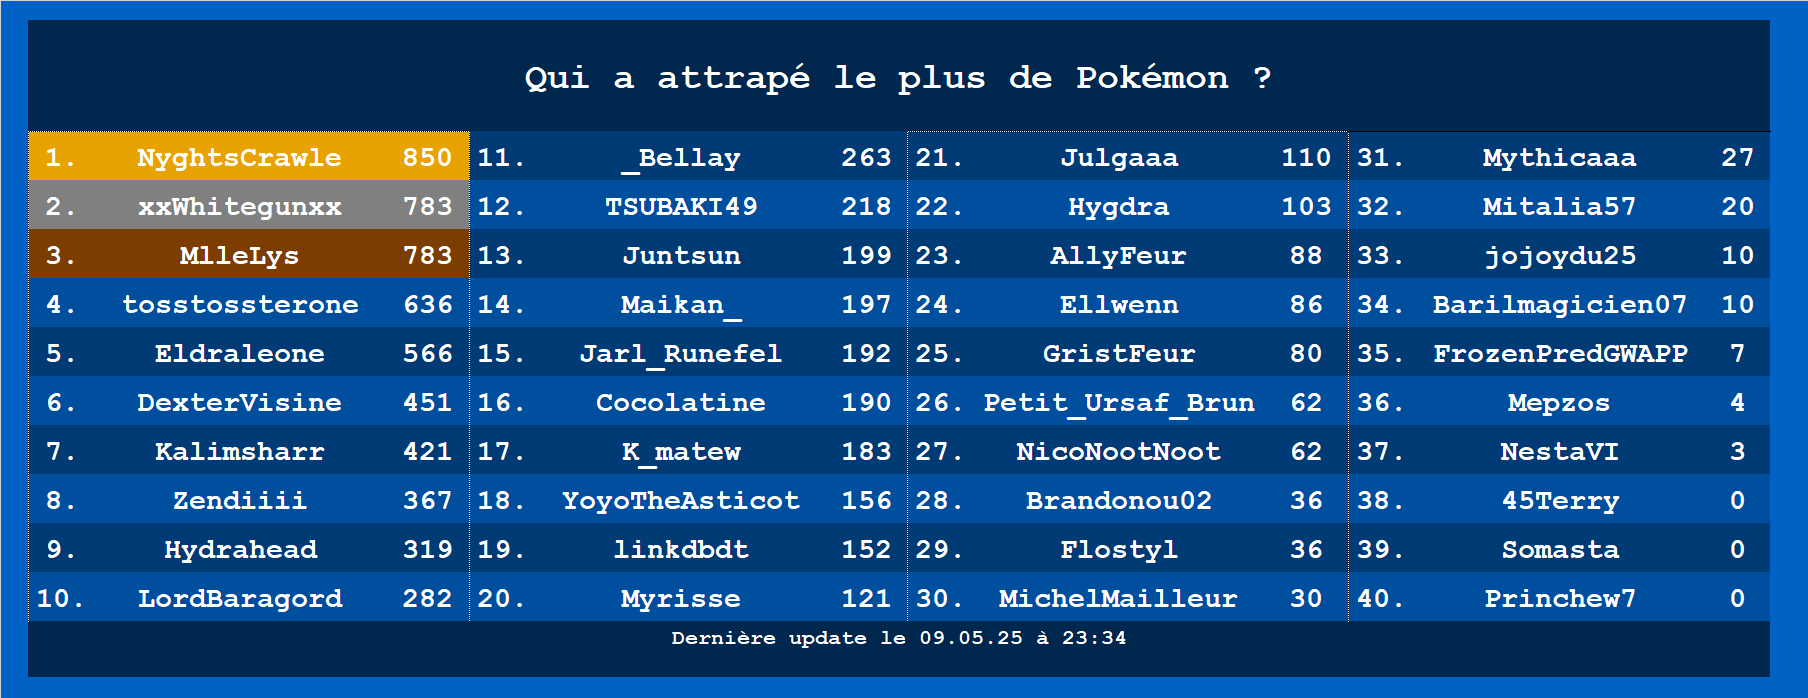 Qui a attrapé le plus de Pokémon ?
1. NyghtsCrawle 850 11. _Bellay 263 21. Julgaaa 110 31. Mythicaaa 27
2. xxWhitegunxx 783 12. TSUBAKI49 218 22. Hygdra 103 32. Mitalia57 20
3. MlleLys 783 13. Juntsun 199 23. AllyFeur 88 33. jojoydu25 10
4. tosstossterone 636 14. Maikan_ 197 24. Ellwenn 86 34. Barilmagicien07 10
5. Eldraleone 566 15. Jarl_Runefel 192 25. GristFeur 80 35. FrozenPredGWAPP 7
6. DexterVisine 451 16. Cocolatine 190 26. Petit_Ursaf_Brun 62 36. Mepzos 4
7. Kalimsharr 421 17. K_matew 183 27. NicoNootNoot 62 37. NestaVI 3
8. Zendiiii 367 18. YoyoTheAsticot 156 28. Brandonou02 36 38. 45Terry 0
9. Hydrahead 319 19. linkdbdt 152 29. Flostyl 36 39. Somasta 0
10. LordBaragord 282 20. Myrisse 121 30. MichelMailleur 30 40. Princhew7 0
Dernière update le 09.05.25 à 23:34